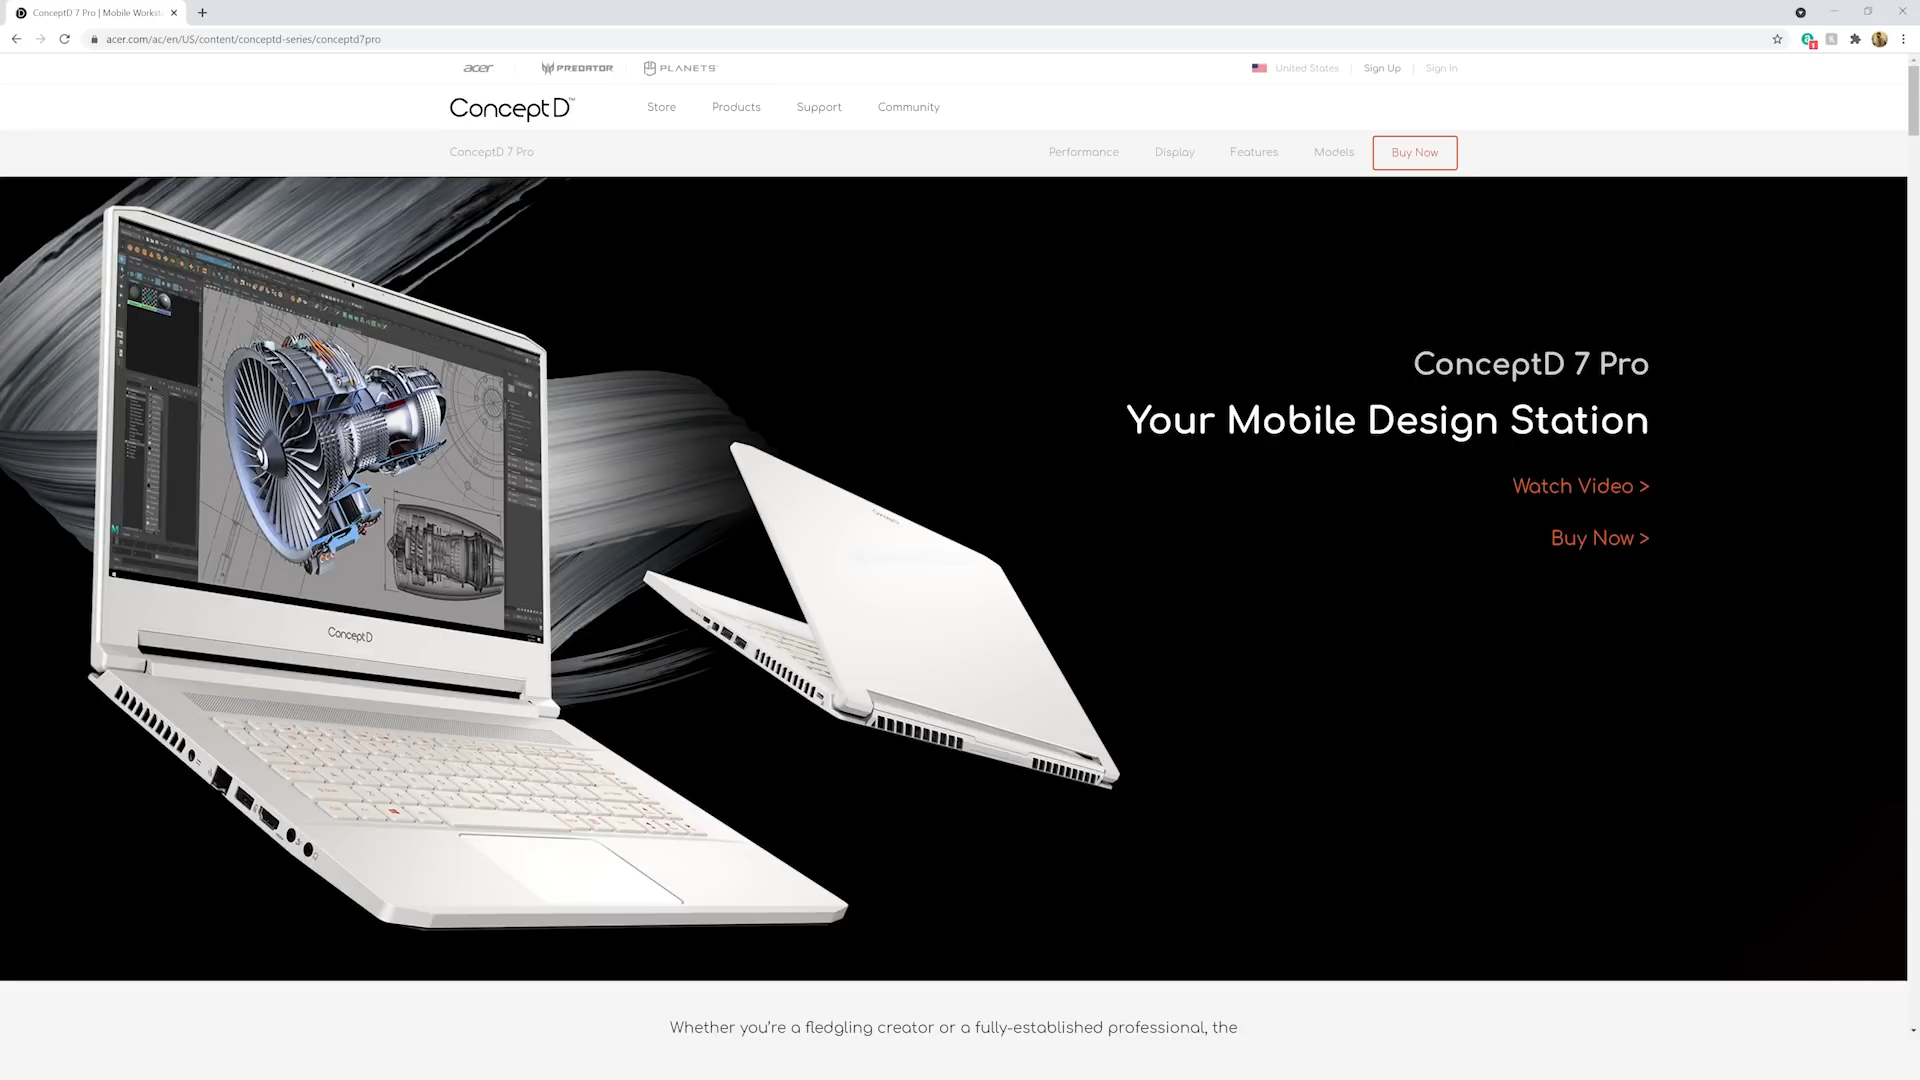 ConceptD 7 Pro | Mobile Workst
acer.com/ac/en/US/content/conceptd-series/conceptd7pro
acer PREDATOR PLANET9
United States Sign Up Sign In
ConceptD™
Store Products Support Community
ConceptD 7 Pro
Performance Display Features Models Buy Now
ConceptD 7 Pro
Your Mobile Design Station
Watch Video >
Buy Now >
ConceptD
ConceptD
Whether you're a fledgling creator or a fully-established professional, the